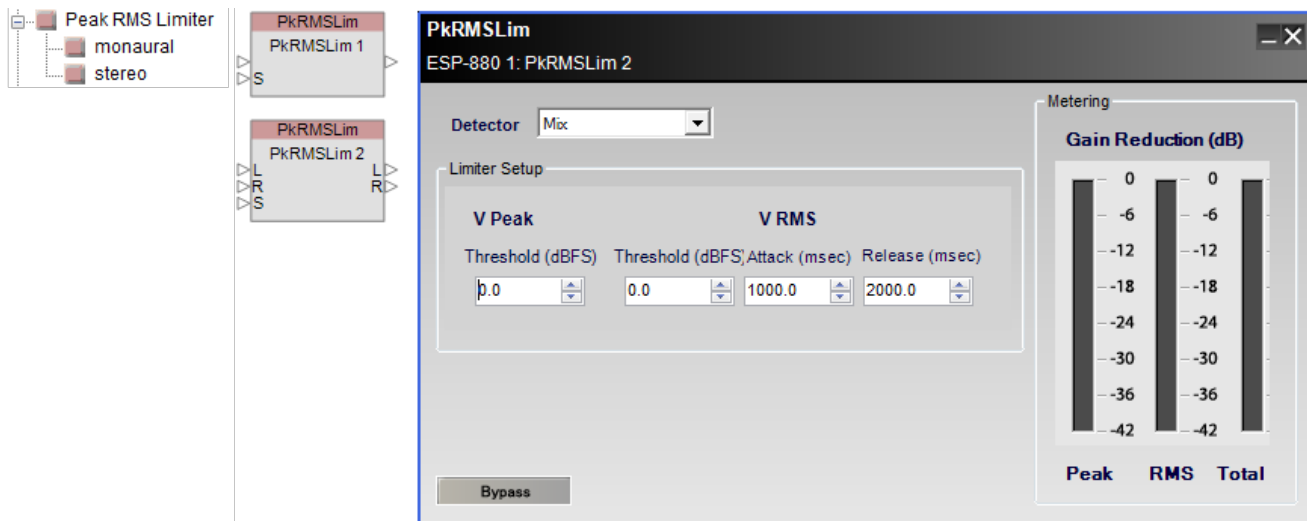 Peak RMS Limiter
monaural
stereo
PkRMSLim
PkRMSLim 1
S
PkRMSLim
PkRMSLim 2
L L
R R
S
PkRMSLim
ESP-880 1: PkRMSLim 2
Detector Mix
Limiter Setup
V Peak V RMS
Threshold (dBFS) Threshold (dBFS) Attack (msec) Release (msec)
0.0 0.0 1000.0 2000.0
Bypass
Metering
Gain Reduction (dB)
0 0
-6 -6
-12 -12
-18 -18
-24 -24
-30 -30
-36 -36
-42 -42
Peak RMS Total